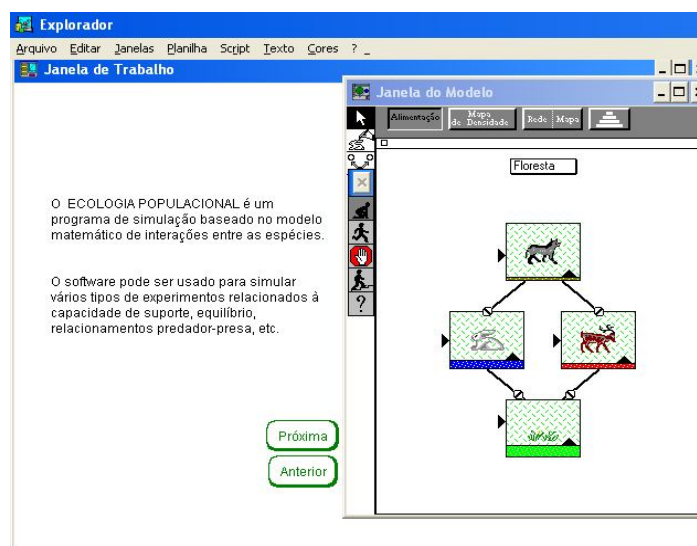 Explorador
Arquivo Editar Janelas Planilha Script Texto Cores ? _
Janela de Trabalho
Janela do Modelo
Alimentação Mapa de Densidade Rede Mapa
Floresta
O ECOLOGIA POPULACIONAL é um
programa de simulação baseado no modelo
matemático de interações entre as espécies.
O software pode ser usado para simular
vários tipos de experimentos relacionados à
capacidade de suporte, equilíbrio,
relacionamentos predador-presa, etc.
Próxima
Anterior
?